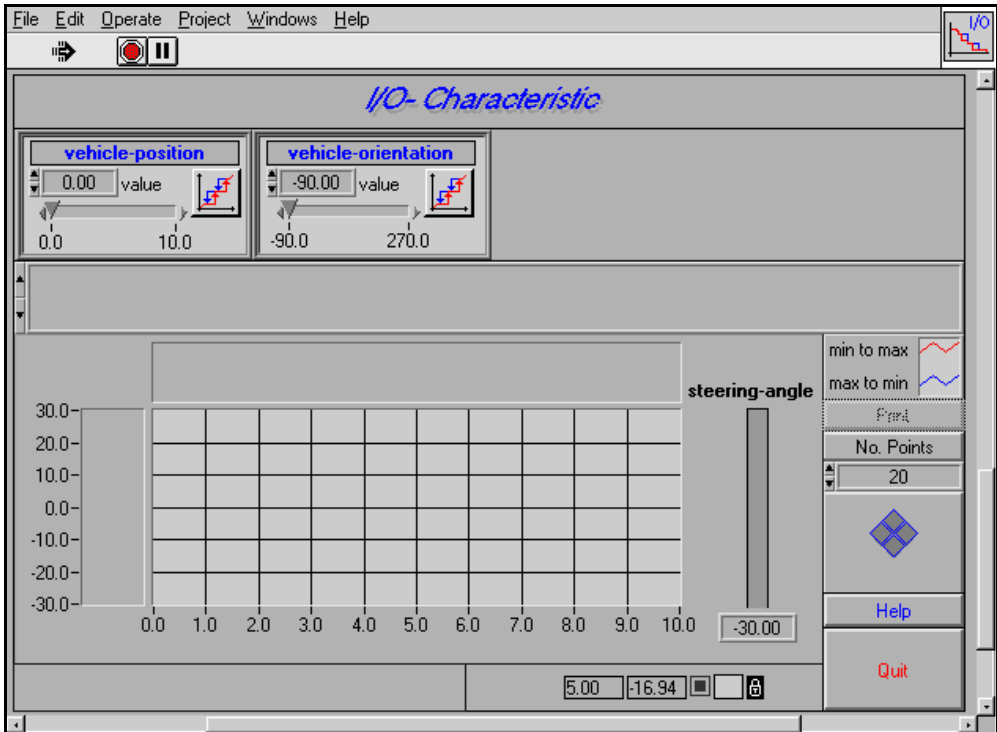 File Edit Operate Project Windows Help
I/O
I/O- Characteristic
vehicle-position
0.00 value
0.0 10.0
vehicle-orientation
-90.00 value
-90.0 270.0
min to max
max to min
Print
No. Points
20
Help
Quit
steering-angle
-30.00
30.0
20.0
10.0
0.0
-10.0
-20.0
-30.0
0.0 1.0 2.0 3.0 4.0 5.0 6.0 7.0 8.0 9.0 10.0
5.00 -16.94